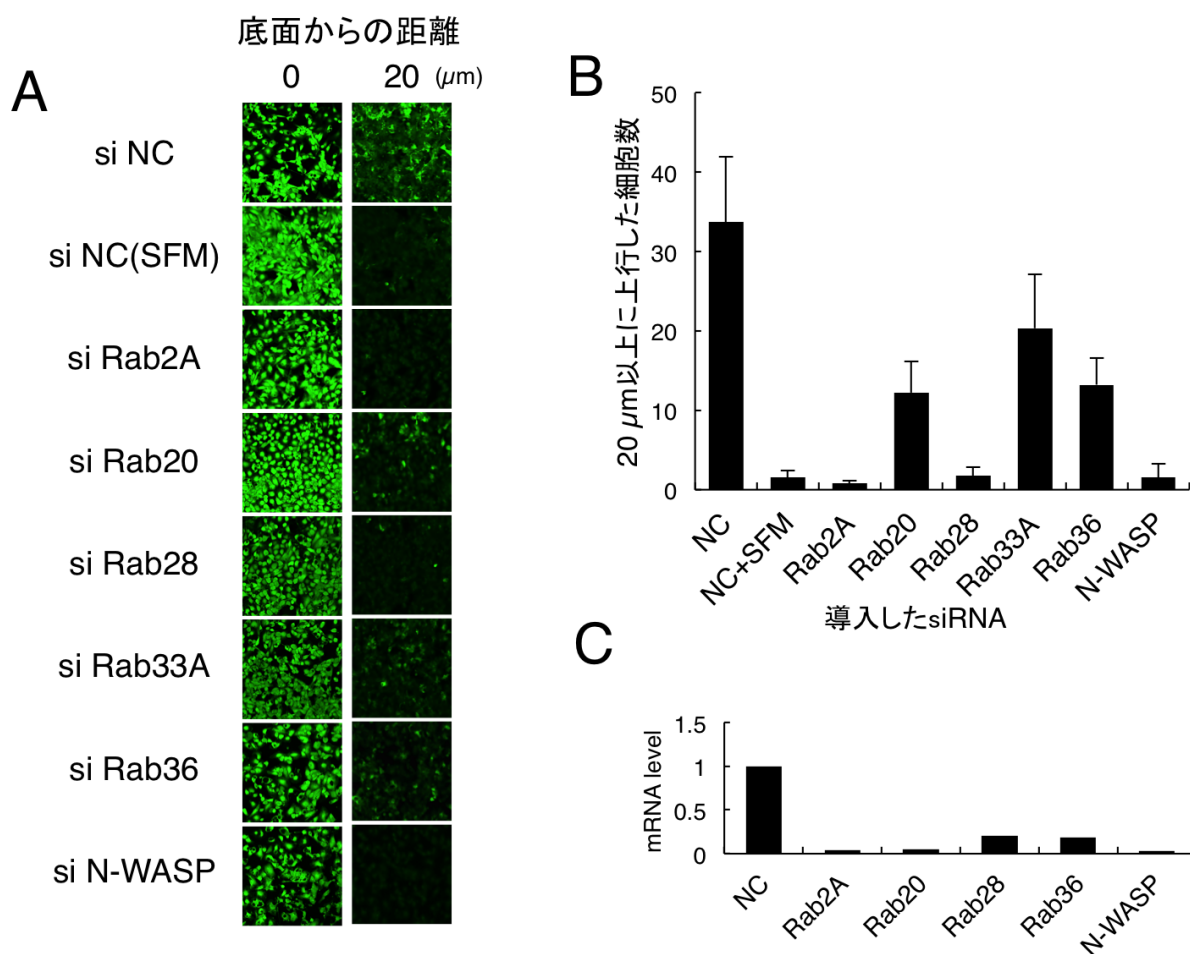 A
底面からの距離
0 20 (μm)
si NC
si NC(SFM)
si Rab2A
si Rab20
si Rab28
si Rab33A
si Rab36
si N-WASP
B
20 μm以上に上行した細胞数
50
40
30
20
10
0
NC
NC+SFM
Rab2A
Rab20
Rab28
Rab33A
Rab36
N-WASP
導入したsiRNA
C
mRNA level
1.5
1
0.5
0
NC
Rab2A
Rab20
Rab28
Rab36
N-WASP